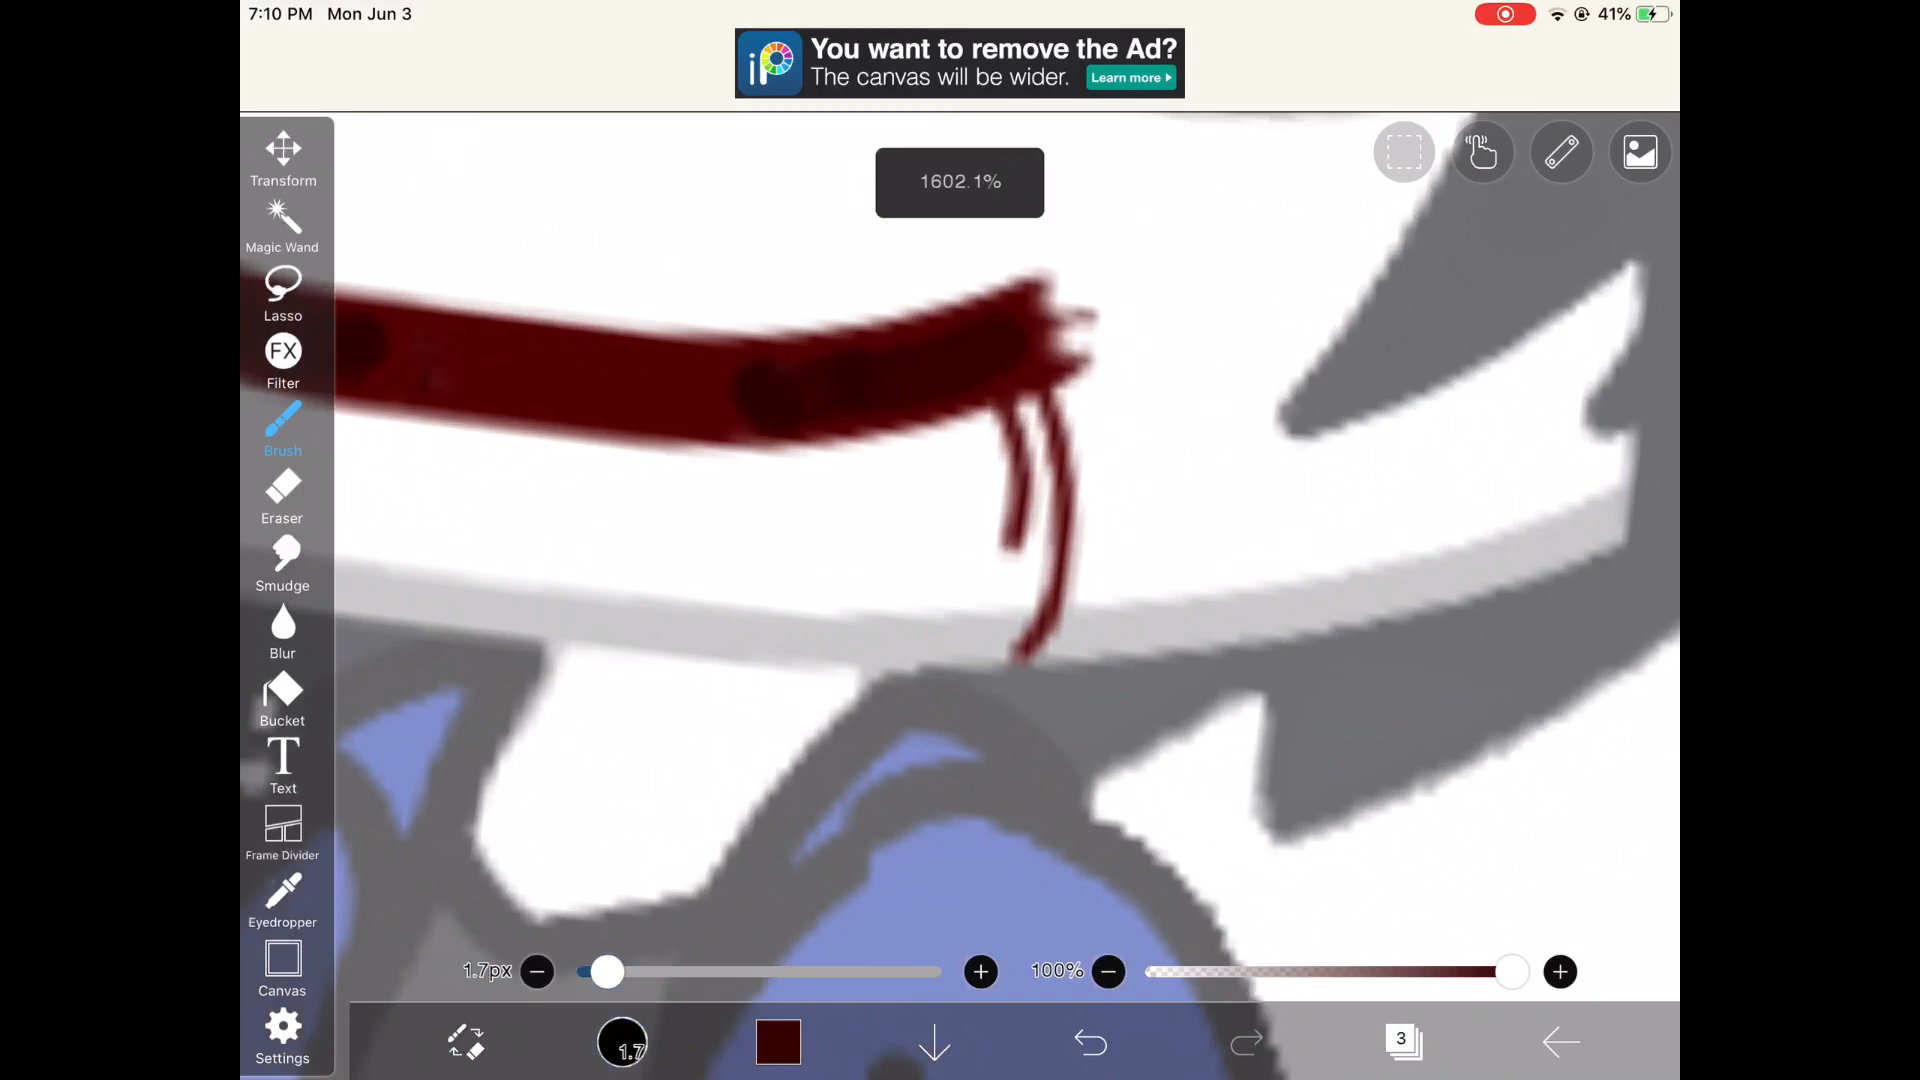 7:10 PM Mon Jun 3
41%
You want to remove the Ad?
iP
The canvas will be wider. Learn more
1602.1%
Transform
Magic Wand
Lasso
FX
Filter
Brush
Eraser
Smudge
Blur
Bucket
T
Text
Frame Divider
Eyedropper
Canvas
Settings
1.7px
100%
1.7
3